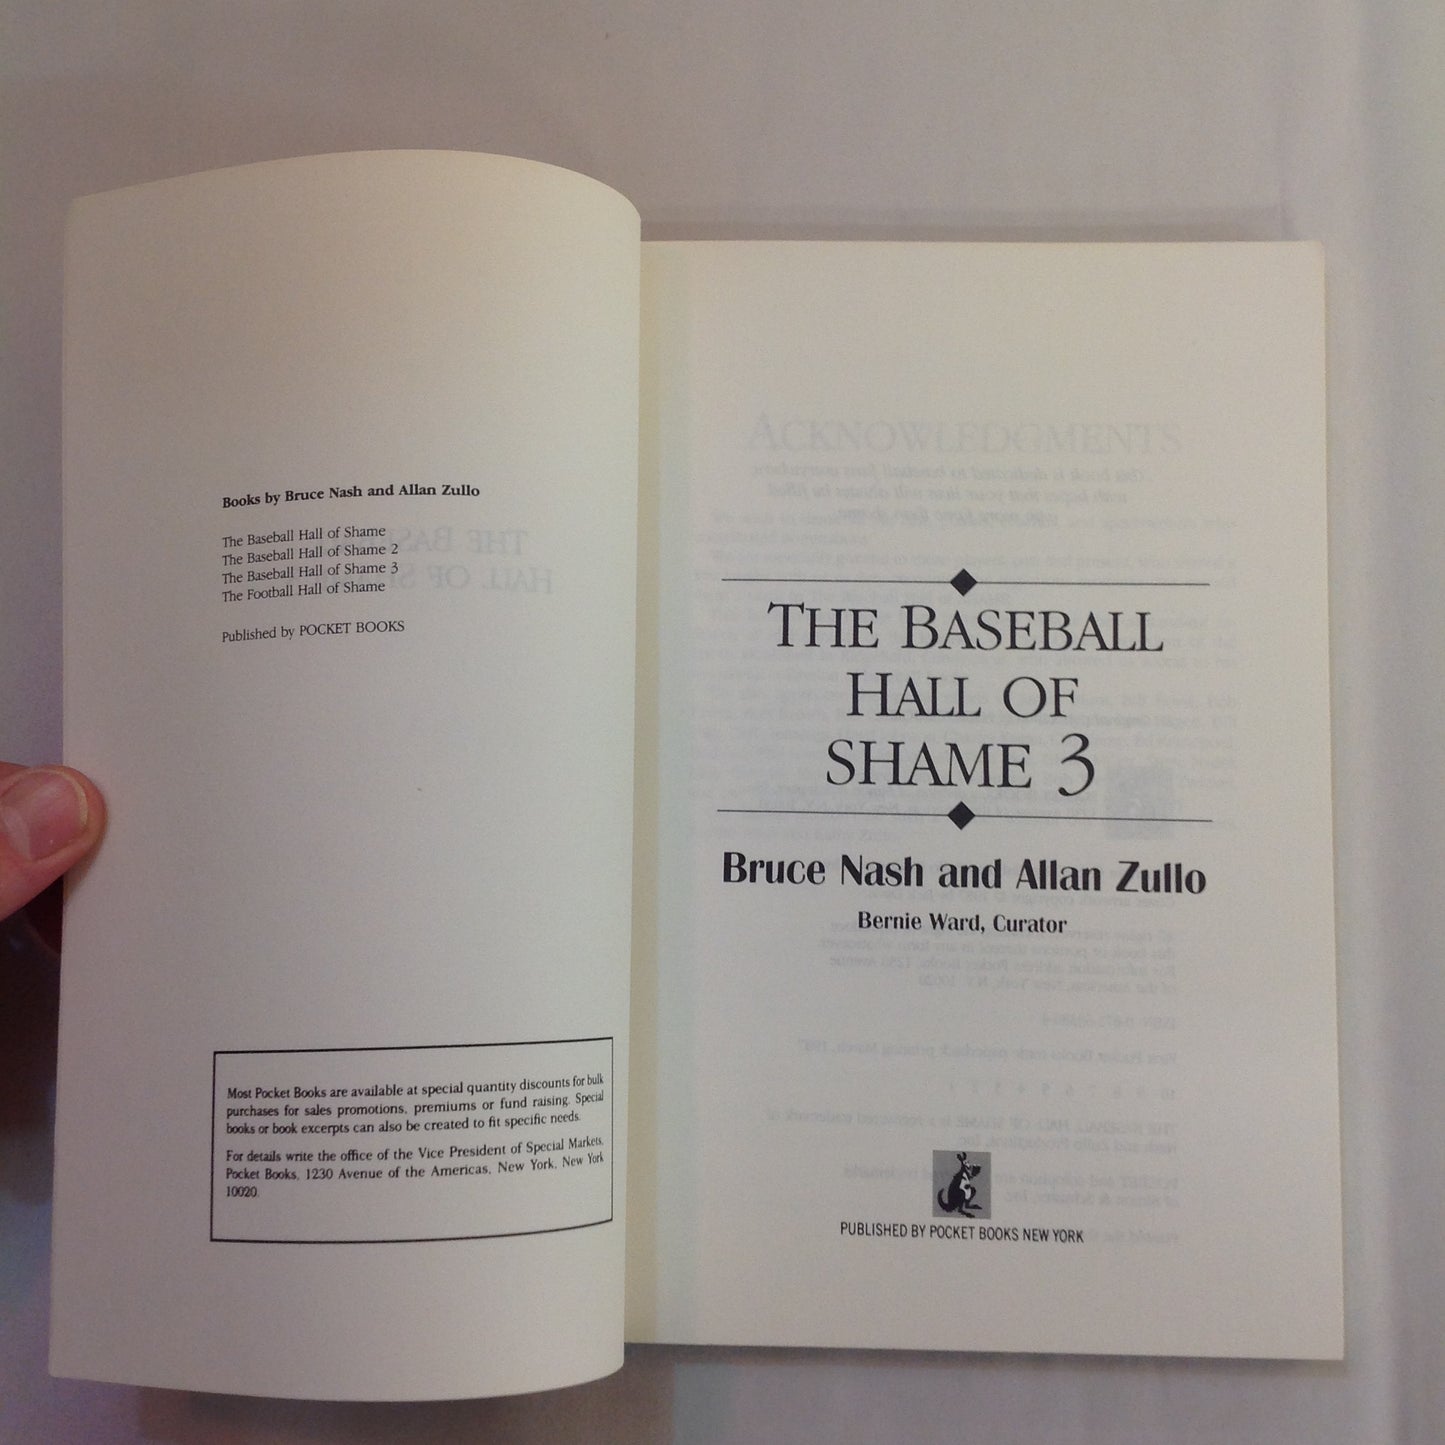 Books by Bruce Nash and Allan Zullo
The Baseball Hall of Shame
The Baseball Hall of Shame 2
The Baseball Hall of Shame 3
The Football Hall of Shame
Published by POCKET BOOKS
Most Pocket Books are available at special quantity discounts for bulk
purchases for sales promotions, premiums or fund raising. Special
books or book excerpts can also be created to fit specific needs.
For details write the office of the Vice President of Special Markets,
Pocket Books, 1230 Avenue of the Americas, New York, New York
10020.
THE BASEBALL
HALL OF
SHAME 3
Bruce Nash and Allan Zullo
Bernie Ward, Curator
PUBLISHED BY POCKET BOOKS NEW YORK